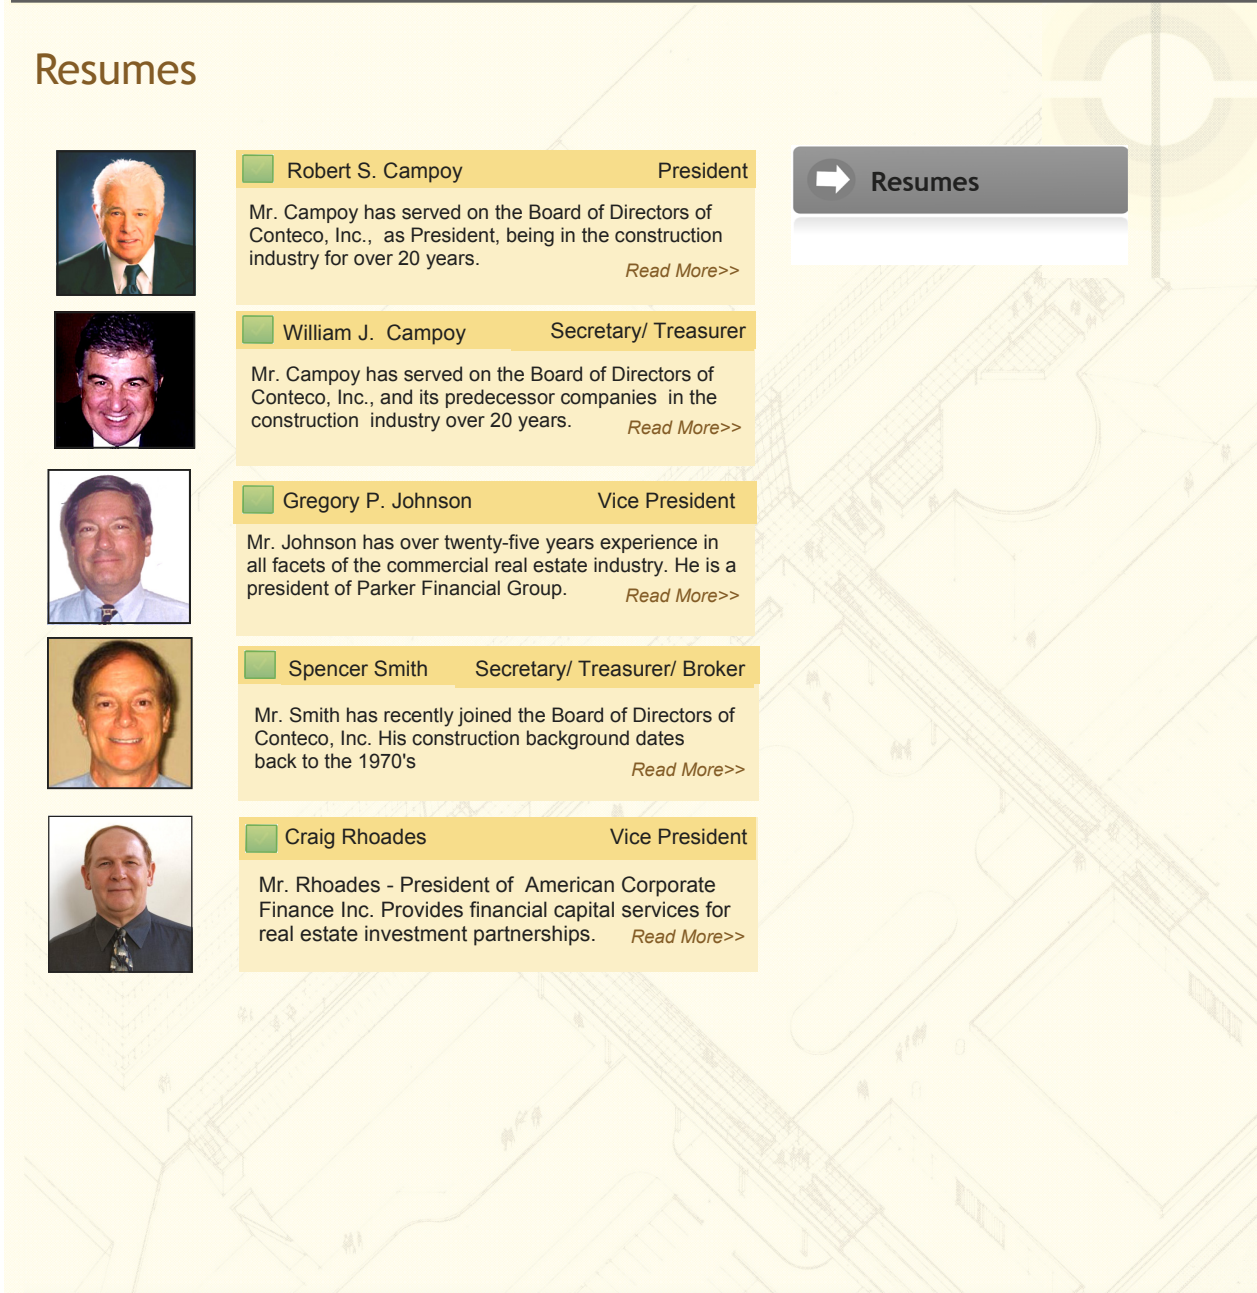 Resumes
Robert S. Campoy President
Mr. Campoy has served on the Board of Directors of
Conteco, Inc., as President, being in the construction
industry for over 20 years.
Read More>>
William J. Campoy Secretary/ Treasurer
Mr. Campoy has served on the Board of Directors of
Conteco, Inc., and its predecessor companies in the
construction industry over 20 years.
Read More>>
Gregory P. Johnson Vice President
Mr. Johnson has over twenty-five years experience in
all facets of the commercial real estate industry. He is a
president of Parker Financial Group.
Read More>>
Spencer Smith Secretary/ Treasurer/ Broker
Mr. Smith has recently joined the Board of Directors of
Conteco, Inc. His construction background dates
back to the 1970's
Read More>>
Craig Rhoades Vice President
Mr. Rhoades - President of American Corporate
Finance Inc. Provides financial capital services for
real estate investment partnerships.
Read More>>
Resumes